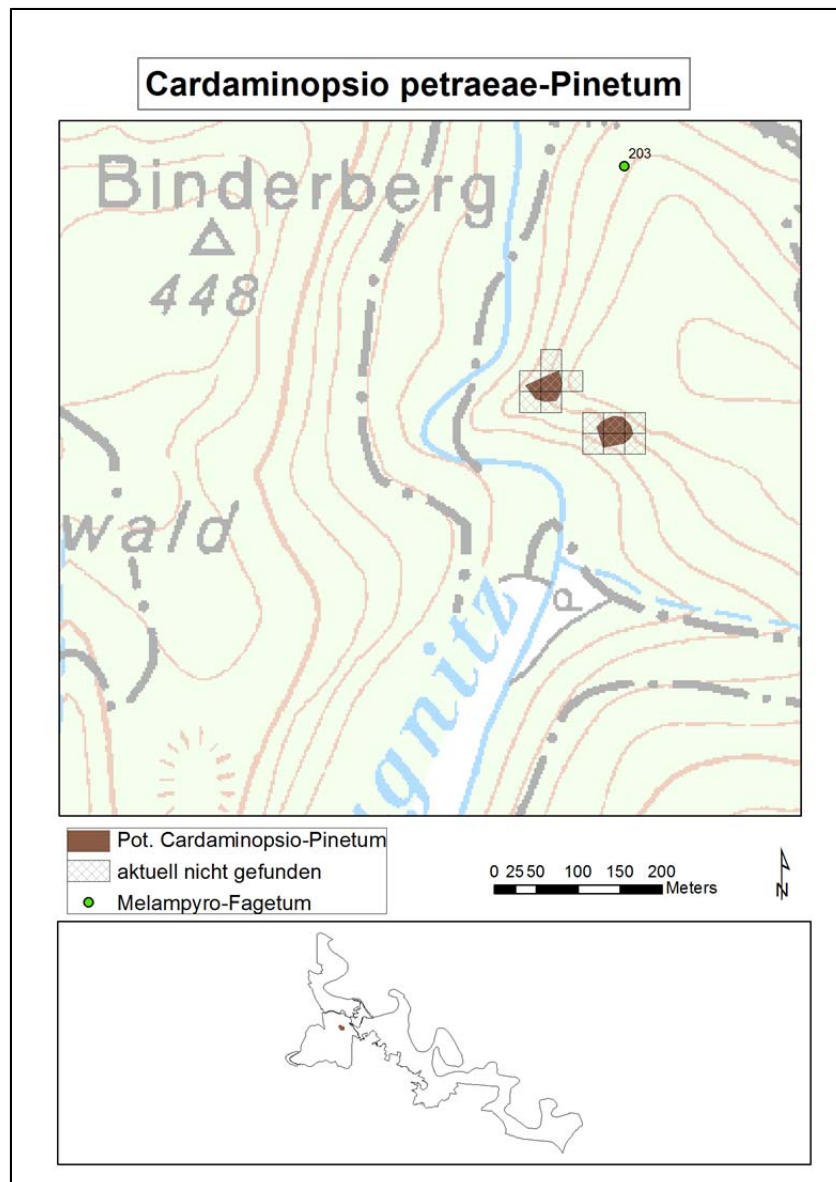 Cardaminopsio petraeae-Pinetum
203
Binderberg
448
wald
gnitz
P
Pot. Cardaminopsio-Pinetum
aktuell nicht gefunden
Melampyro-Fagetum
0 25 50 100 150 200
Meters
N